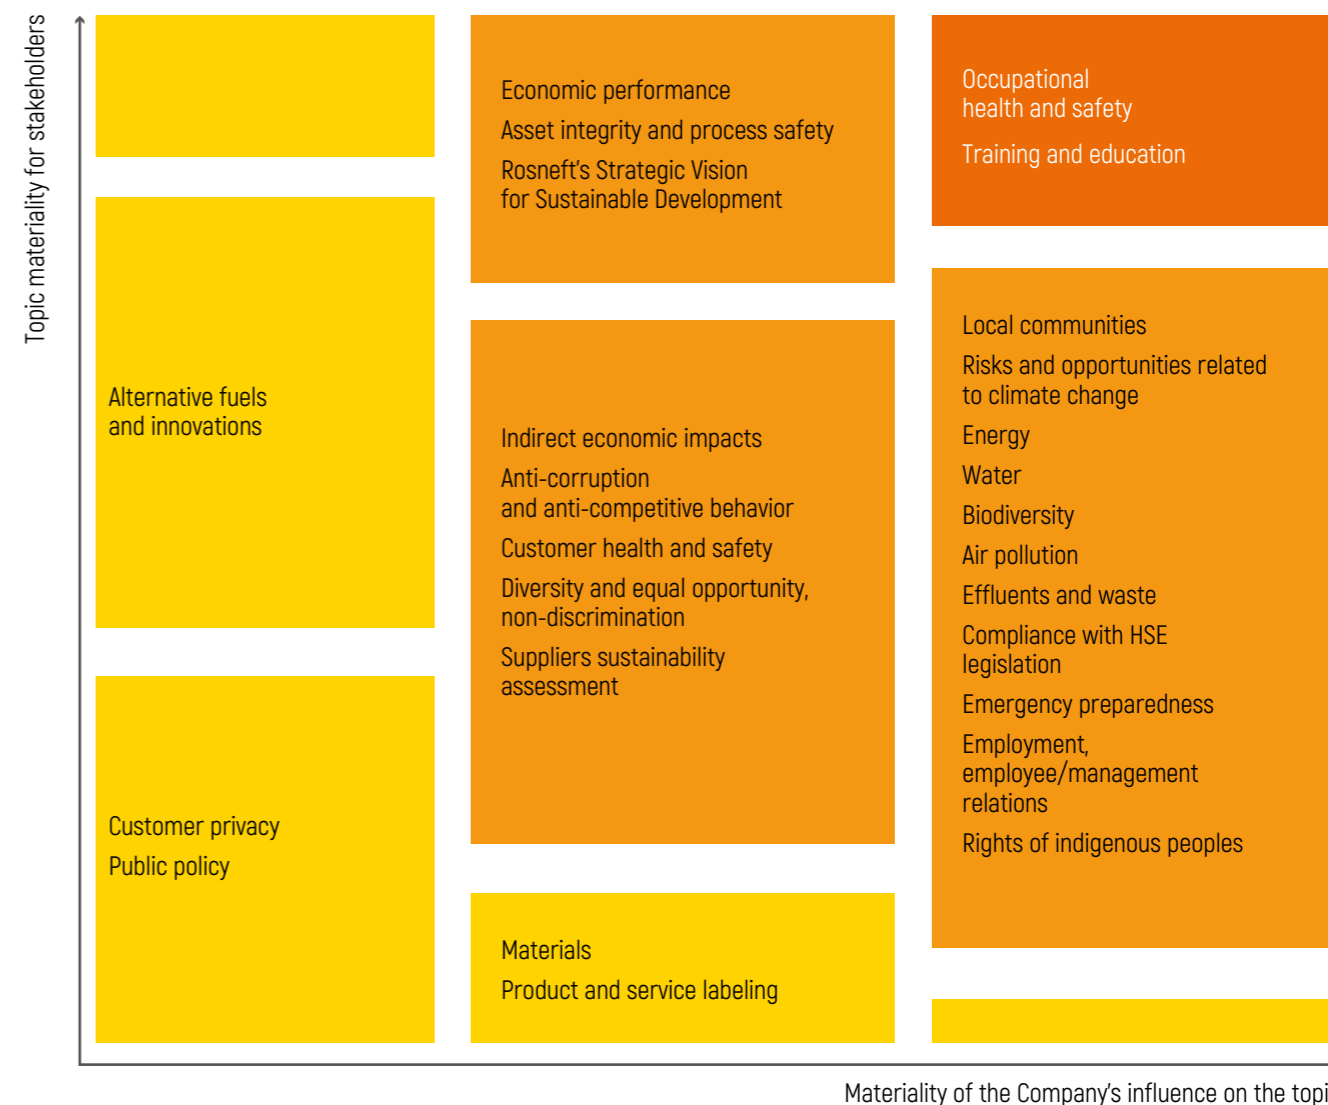 Topic materiality for stakeholders
Alternative fuels
and innovations
Customer privacy
Public policy
Economic performance
Asset integrity and process safety
Rosneft's Strategic Vision
for Sustainable Development
Indirect economic impacts
Anti-corruption
and anti-competitive behavior
Customer health and safety
Diversity and equal opportunity,
non-discrimination
Suppliers sustainability
assessment
Materials
Product and service labeling
Occupational
health and safety
Training and education
Local communities
Risks and opportunities related
to climate change
Energy
Water
Biodiversity
Air pollution
Effluents and waste
Compliance with HSE
legislation
Emergency preparedness
Employment,
employee/management
relations
Rights of indigenous peoples
Materiality of the Company's influence on the topi